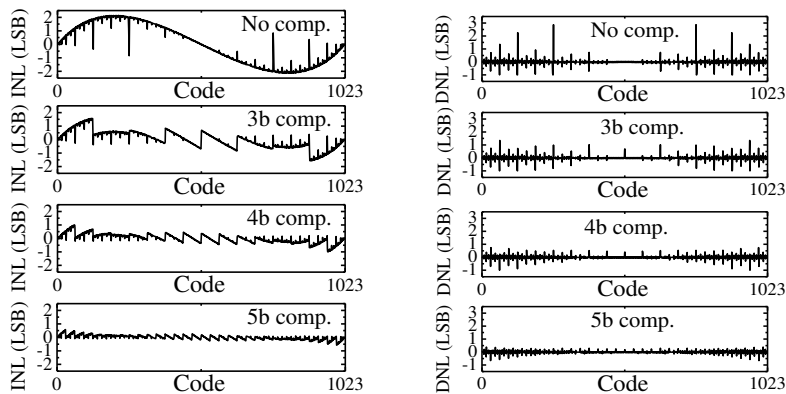 INL (LSB)
2
1
0
-1
-2
No comp.
0
Code
1023
INL (LSB)
2
1
0
-1
-2
3b comp.
0
Code
1023
INL (LSB)
2
1
0
-1
-2
4b comp.
0
Code
1023
INL (LSB)
2
1
0
-1
-2
5b comp.
0
Code
1023
DNL (LSB)
3
2
1
0
-1
No comp.
0
Code
1023
DNL (LSB)
3
2
1
0
-1
3b comp.
0
Code
1023
DNL (LSB)
3
2
1
0
-1
4b comp.
0
Code
1023
DNL (LSB)
3
2
1
0
-1
5b comp.
0
Code
1023